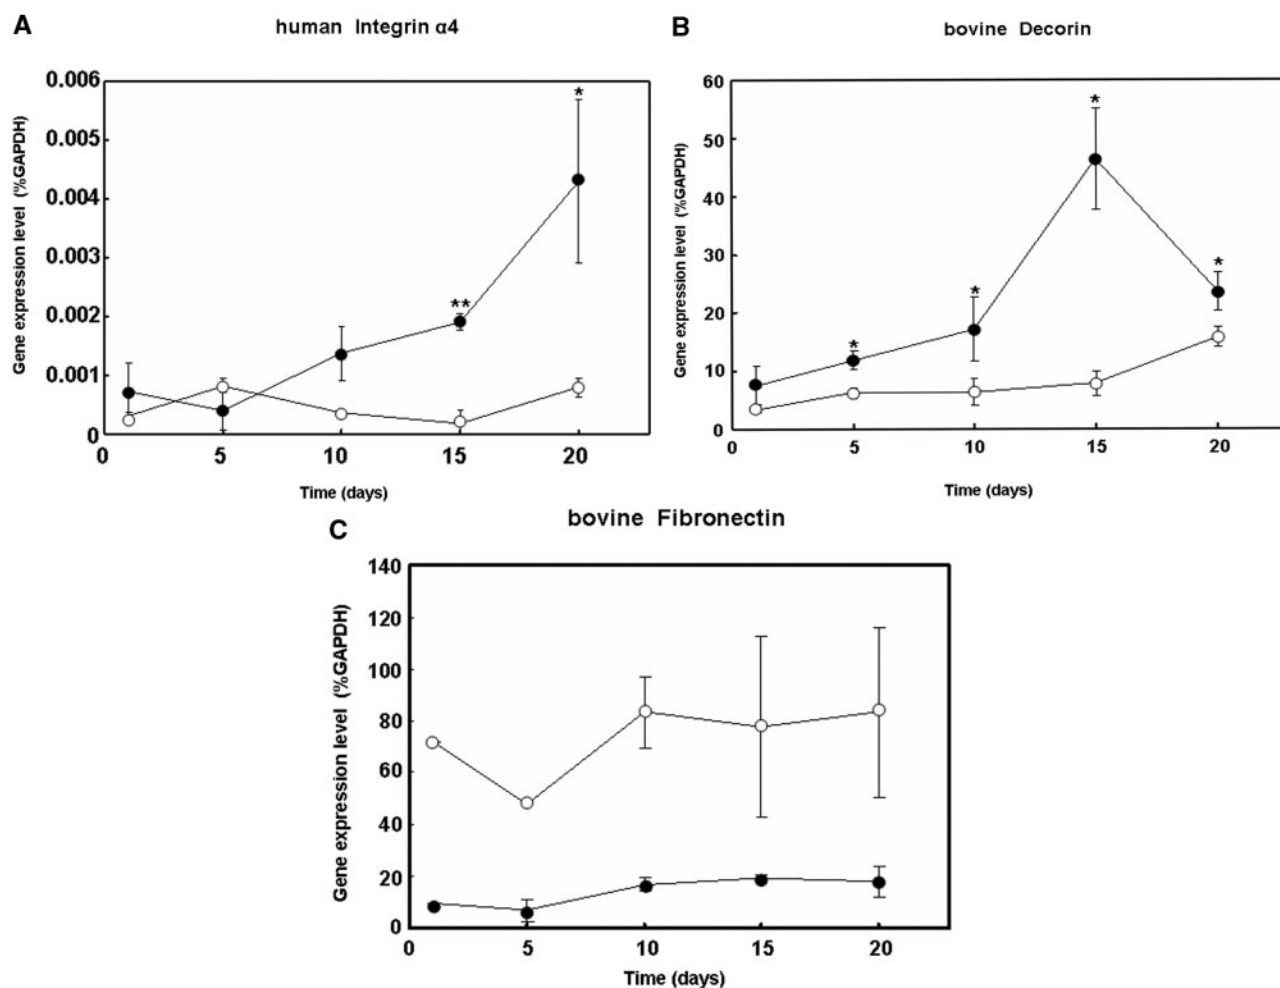 A
human Integrin α4
Gene expression level (%GAPDH)
0.006
0.005
0.004
0.003
0.002
0.001
0
*
**
0 5 10 15 20
Time (days)
B
bovine Decorin
Gene expression level (%GAPDH)
60
50
40
30
20
10
0
*
*
*
*
0 5 10 15 20
Time (days)
C
bovine Fibronectin
Gene expression level (%GAPDH)
140
120
100
80
60
40
20
0
0 5 10 15 20
Time (days)